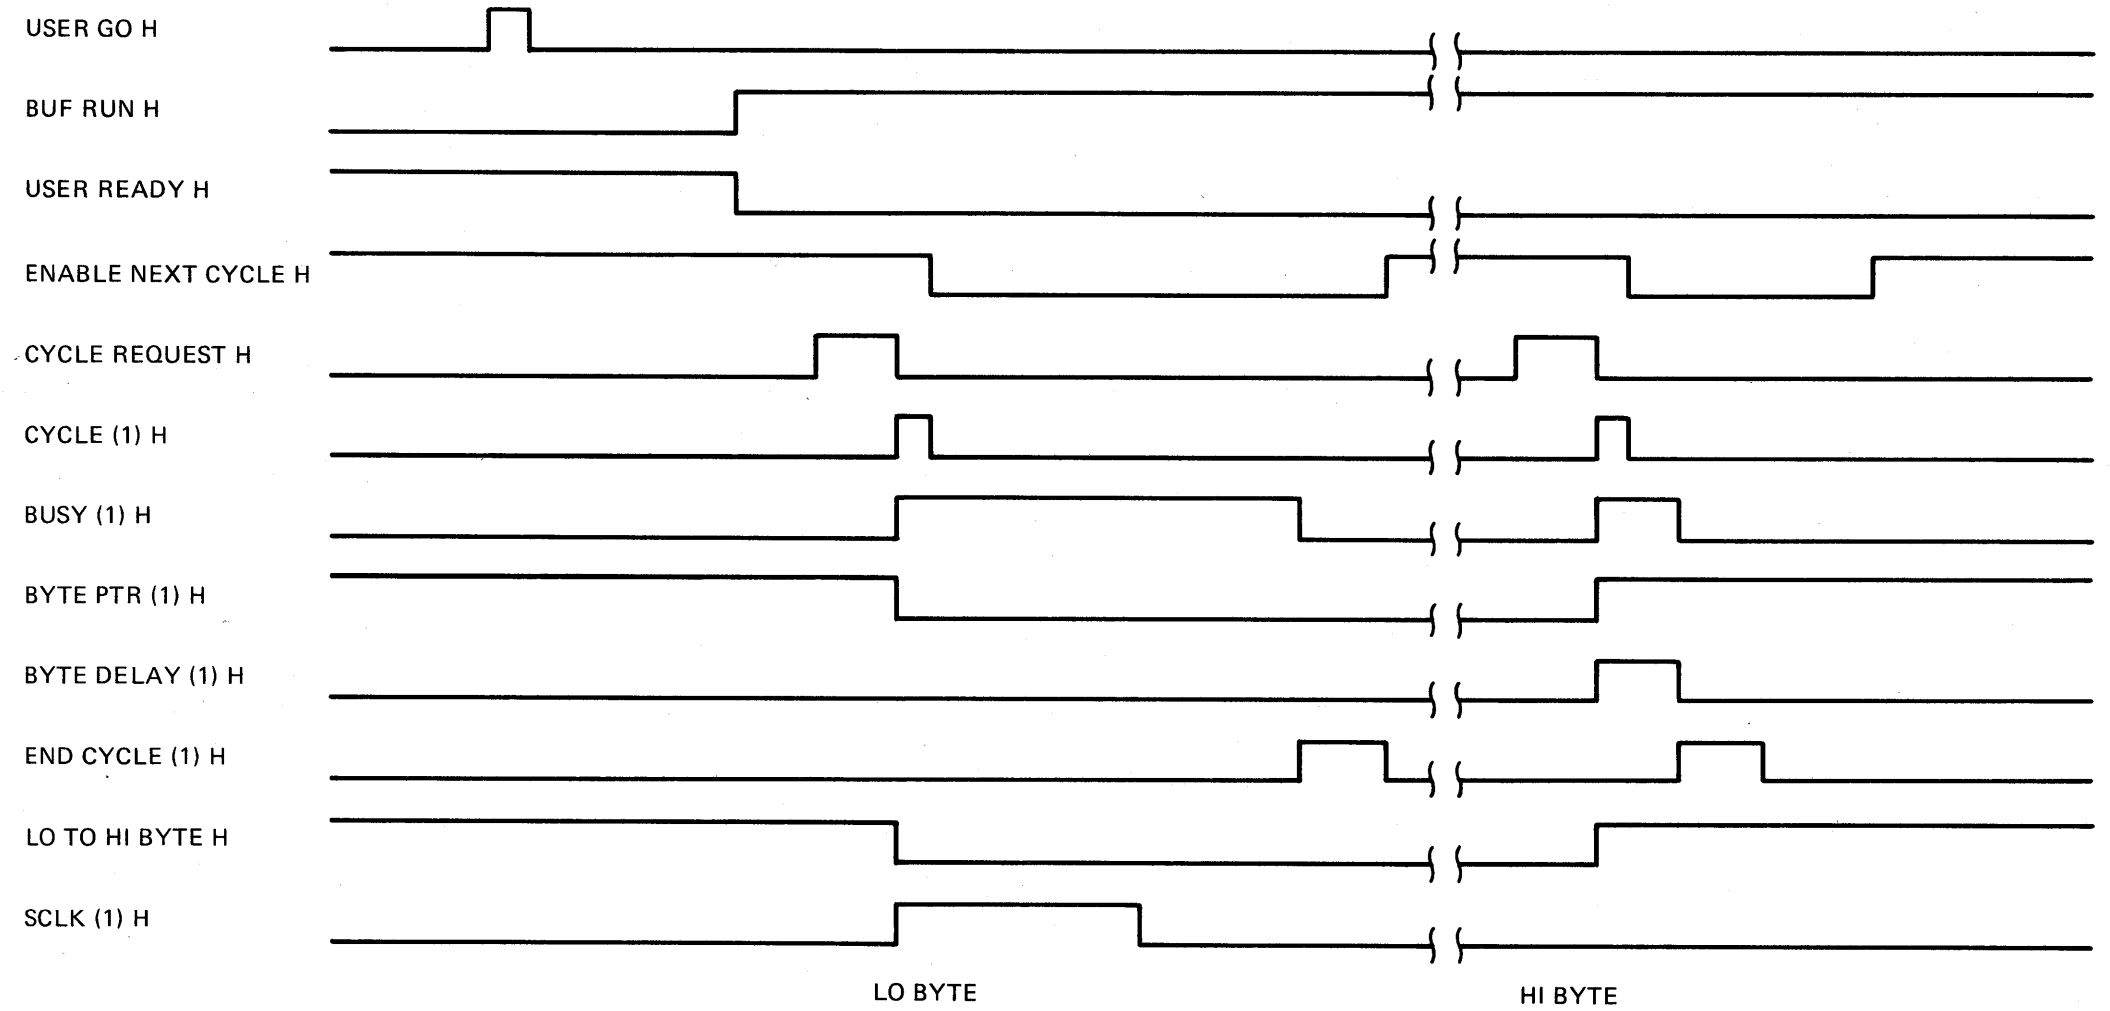 USER GO H
BUF RUN H
USER READY H
ENABLE NEXT CYCLE H
CYCLE REQUEST H
CYCLE (1) H
BUSY (1) H
BYTE PTR (1) H
BYTE DELAY (1) H
END CYCLE (1) H
LO TO HI BYTE H
SCLK (1) H
LO BYTE
HI BYTE